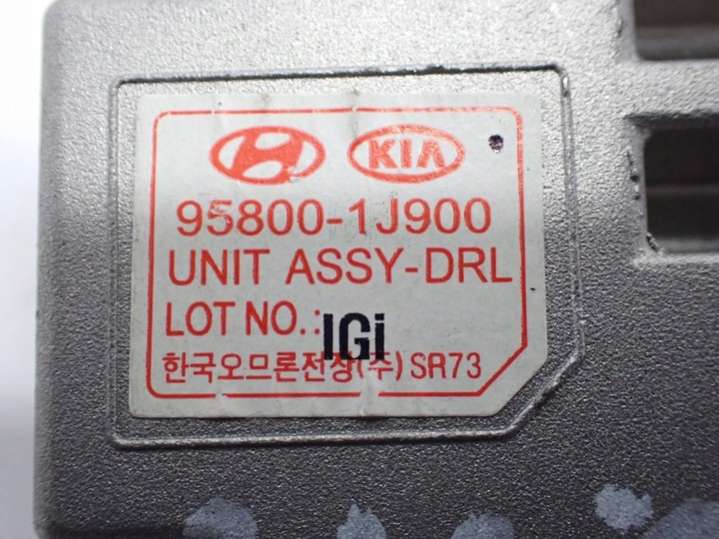 KIA
95800-1J900
UNIT ASSY-DRL
LOT NO.: IGi
한국오므론전장(주) SR73